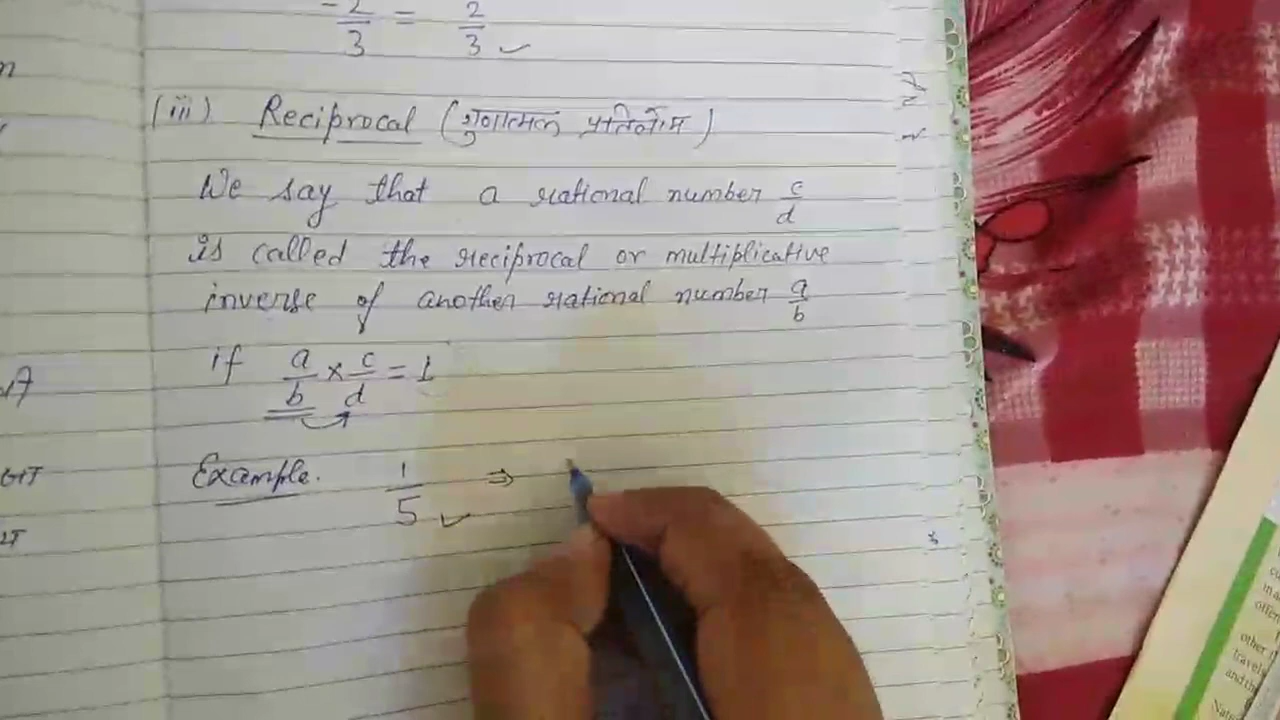 -2/3 = 2/3 ✓
(iii) Reciprocal (गुणात्मक प्रतिलोम)
We say that a rational number c/d
is called the reciprocal or multiplicative
inverse of another rational number a/b
if a/b × c/d = 1
Example. 1/5 ✓ ⇒